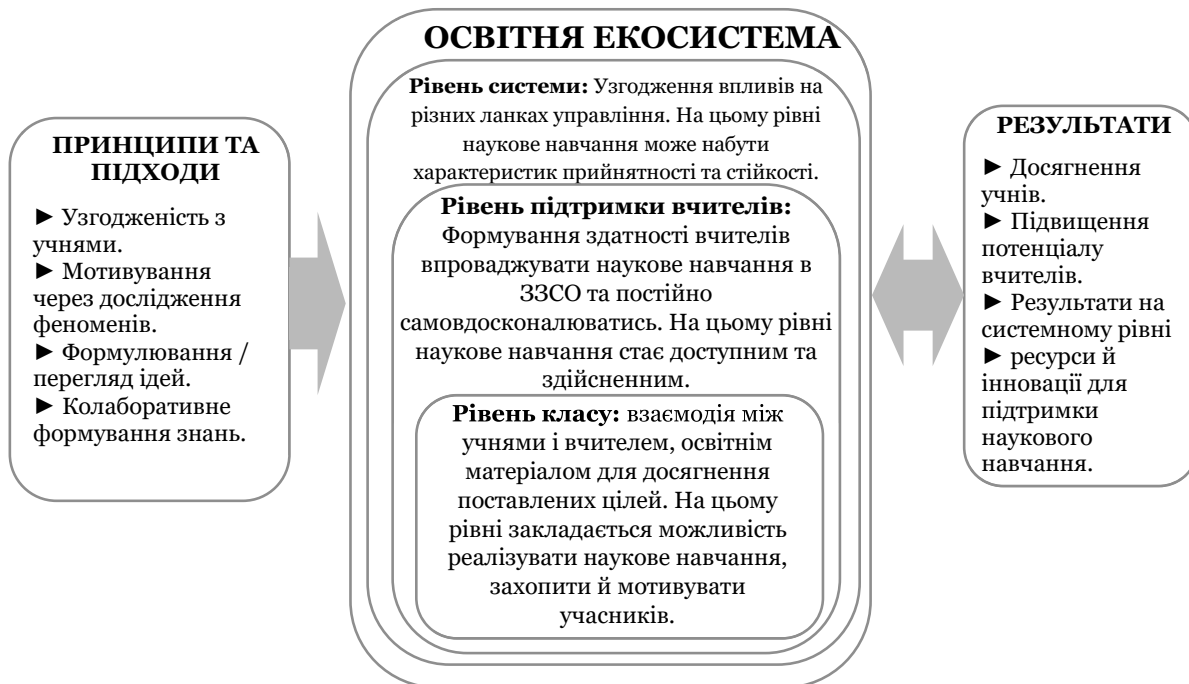 ПРИНЦИПИ ТА
ПІДХОДИ
► Узгодженість з
учнями.
► Мотивування
через дослідження
феноменів.
► Формулювання /
перегляд ідей.
► Колаборативне
формування знань.
ОСВІТНЯ ЕКОСИСТЕМА
Рівень системи: Узгодження впливів на
різних ланках управління. На цьому рівні
наукове навчання може набути
характеристик прийнятності та стійкості.
Рівень підтримки вчителів:
Формування здатності вчителів
впроваджувати наукове навчання в
ЗЗСО та постійно
самовдосконалюватись. На цьому рівні
наукове навчання стає доступним та
здійсненним.
Рівень класу: взаємодія між
учнями і вчителем, освітнім
матеріалом для досягнення
поставлених цілей. На цьому
рівні закладається можливість
реалізувати наукове навчання,
захопити й мотивувати
учасників.
РЕЗУЛЬТАТИ
► Досягнення
учнів.
► Підвищення
потенціалу
вчителів.
► Результати на
системному рівні
► ресурси й
інновації для
підтримки
наукового
навчання.